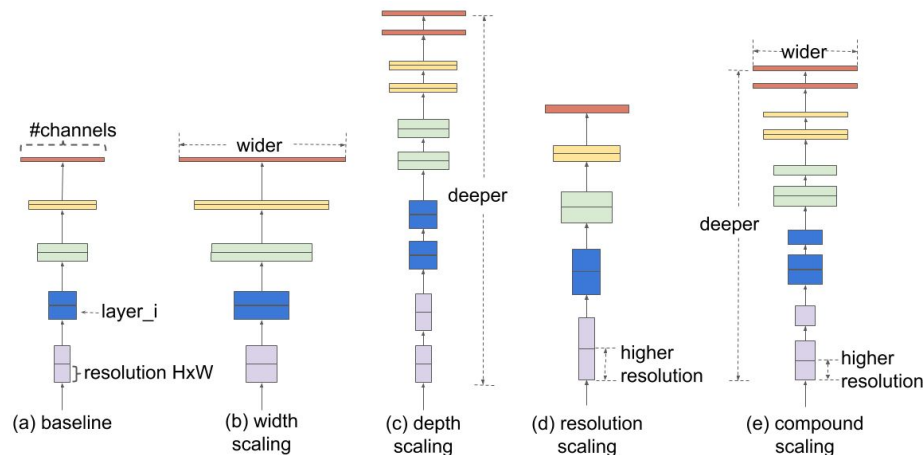 #channels
layer_i
resolution HxW
(a) baseline
wider
(b) width
scaling
deeper
(c) depth
scaling
higher
resolution
(d) resolution
scaling
wider
deeper
higher
resolution
(e) compound
scaling